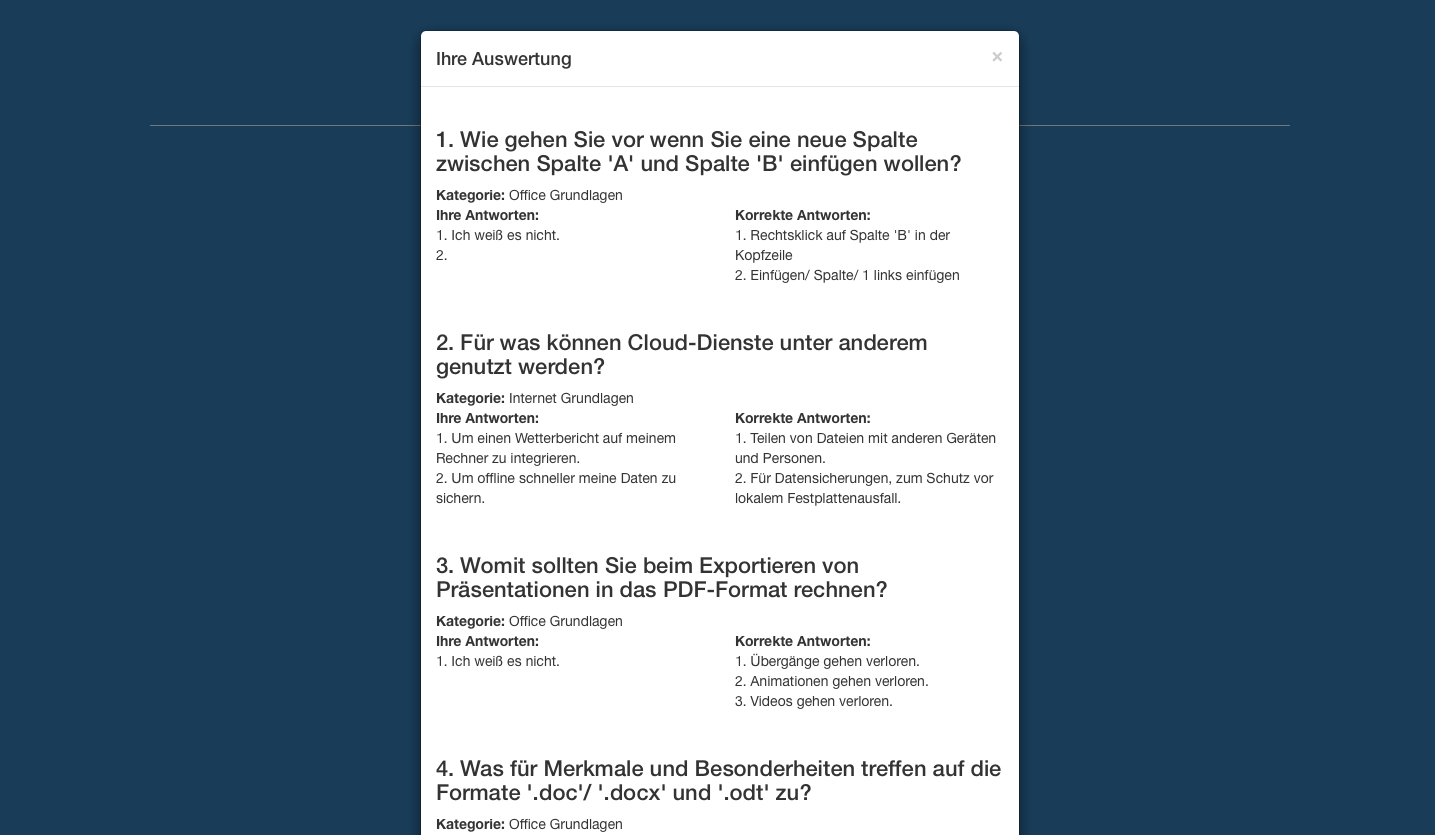 Ihre Auswertung ×
1. Wie gehen Sie vor wenn Sie eine neue Spalte
zwischen Spalte 'A' und Spalte 'B' einfügen wollen?
Kategorie: Office Grundlagen
Ihre Antworten:
1. Ich weiß es nicht.
2.
Korrekte Antworten:
1. Rechtsklick auf Spalte 'B' in der
Kopfzeile
2. Einfügen/ Spalte/ 1 links einfügen
2. Für was können Cloud-Dienste unter anderem
genutzt werden?
Kategorie: Internet Grundlagen
Ihre Antworten:
1. Um einen Wetterbericht auf meinem
Rechner zu integrieren.
2. Um offline schneller meine Daten zu
sichern.
Korrekte Antworten:
1. Teilen von Dateien mit anderen Geräten
und Personen.
2. Für Datensicherungen, zum Schutz vor
lokalem Festplattenausfall.
3. Womit sollten Sie beim Exportieren von
Präsentationen in das PDF-Format rechnen?
Kategorie: Office Grundlagen
Ihre Antworten:
1. Ich weiß es nicht.
Korrekte Antworten:
1. Übergänge gehen verloren.
2. Animationen gehen verloren.
3. Videos gehen verloren.
4. Was für Merkmale und Besonderheiten treffen auf die
Formate '.doc'/ '.docx' und '.odt' zu?
Kategorie: Office Grundlagen